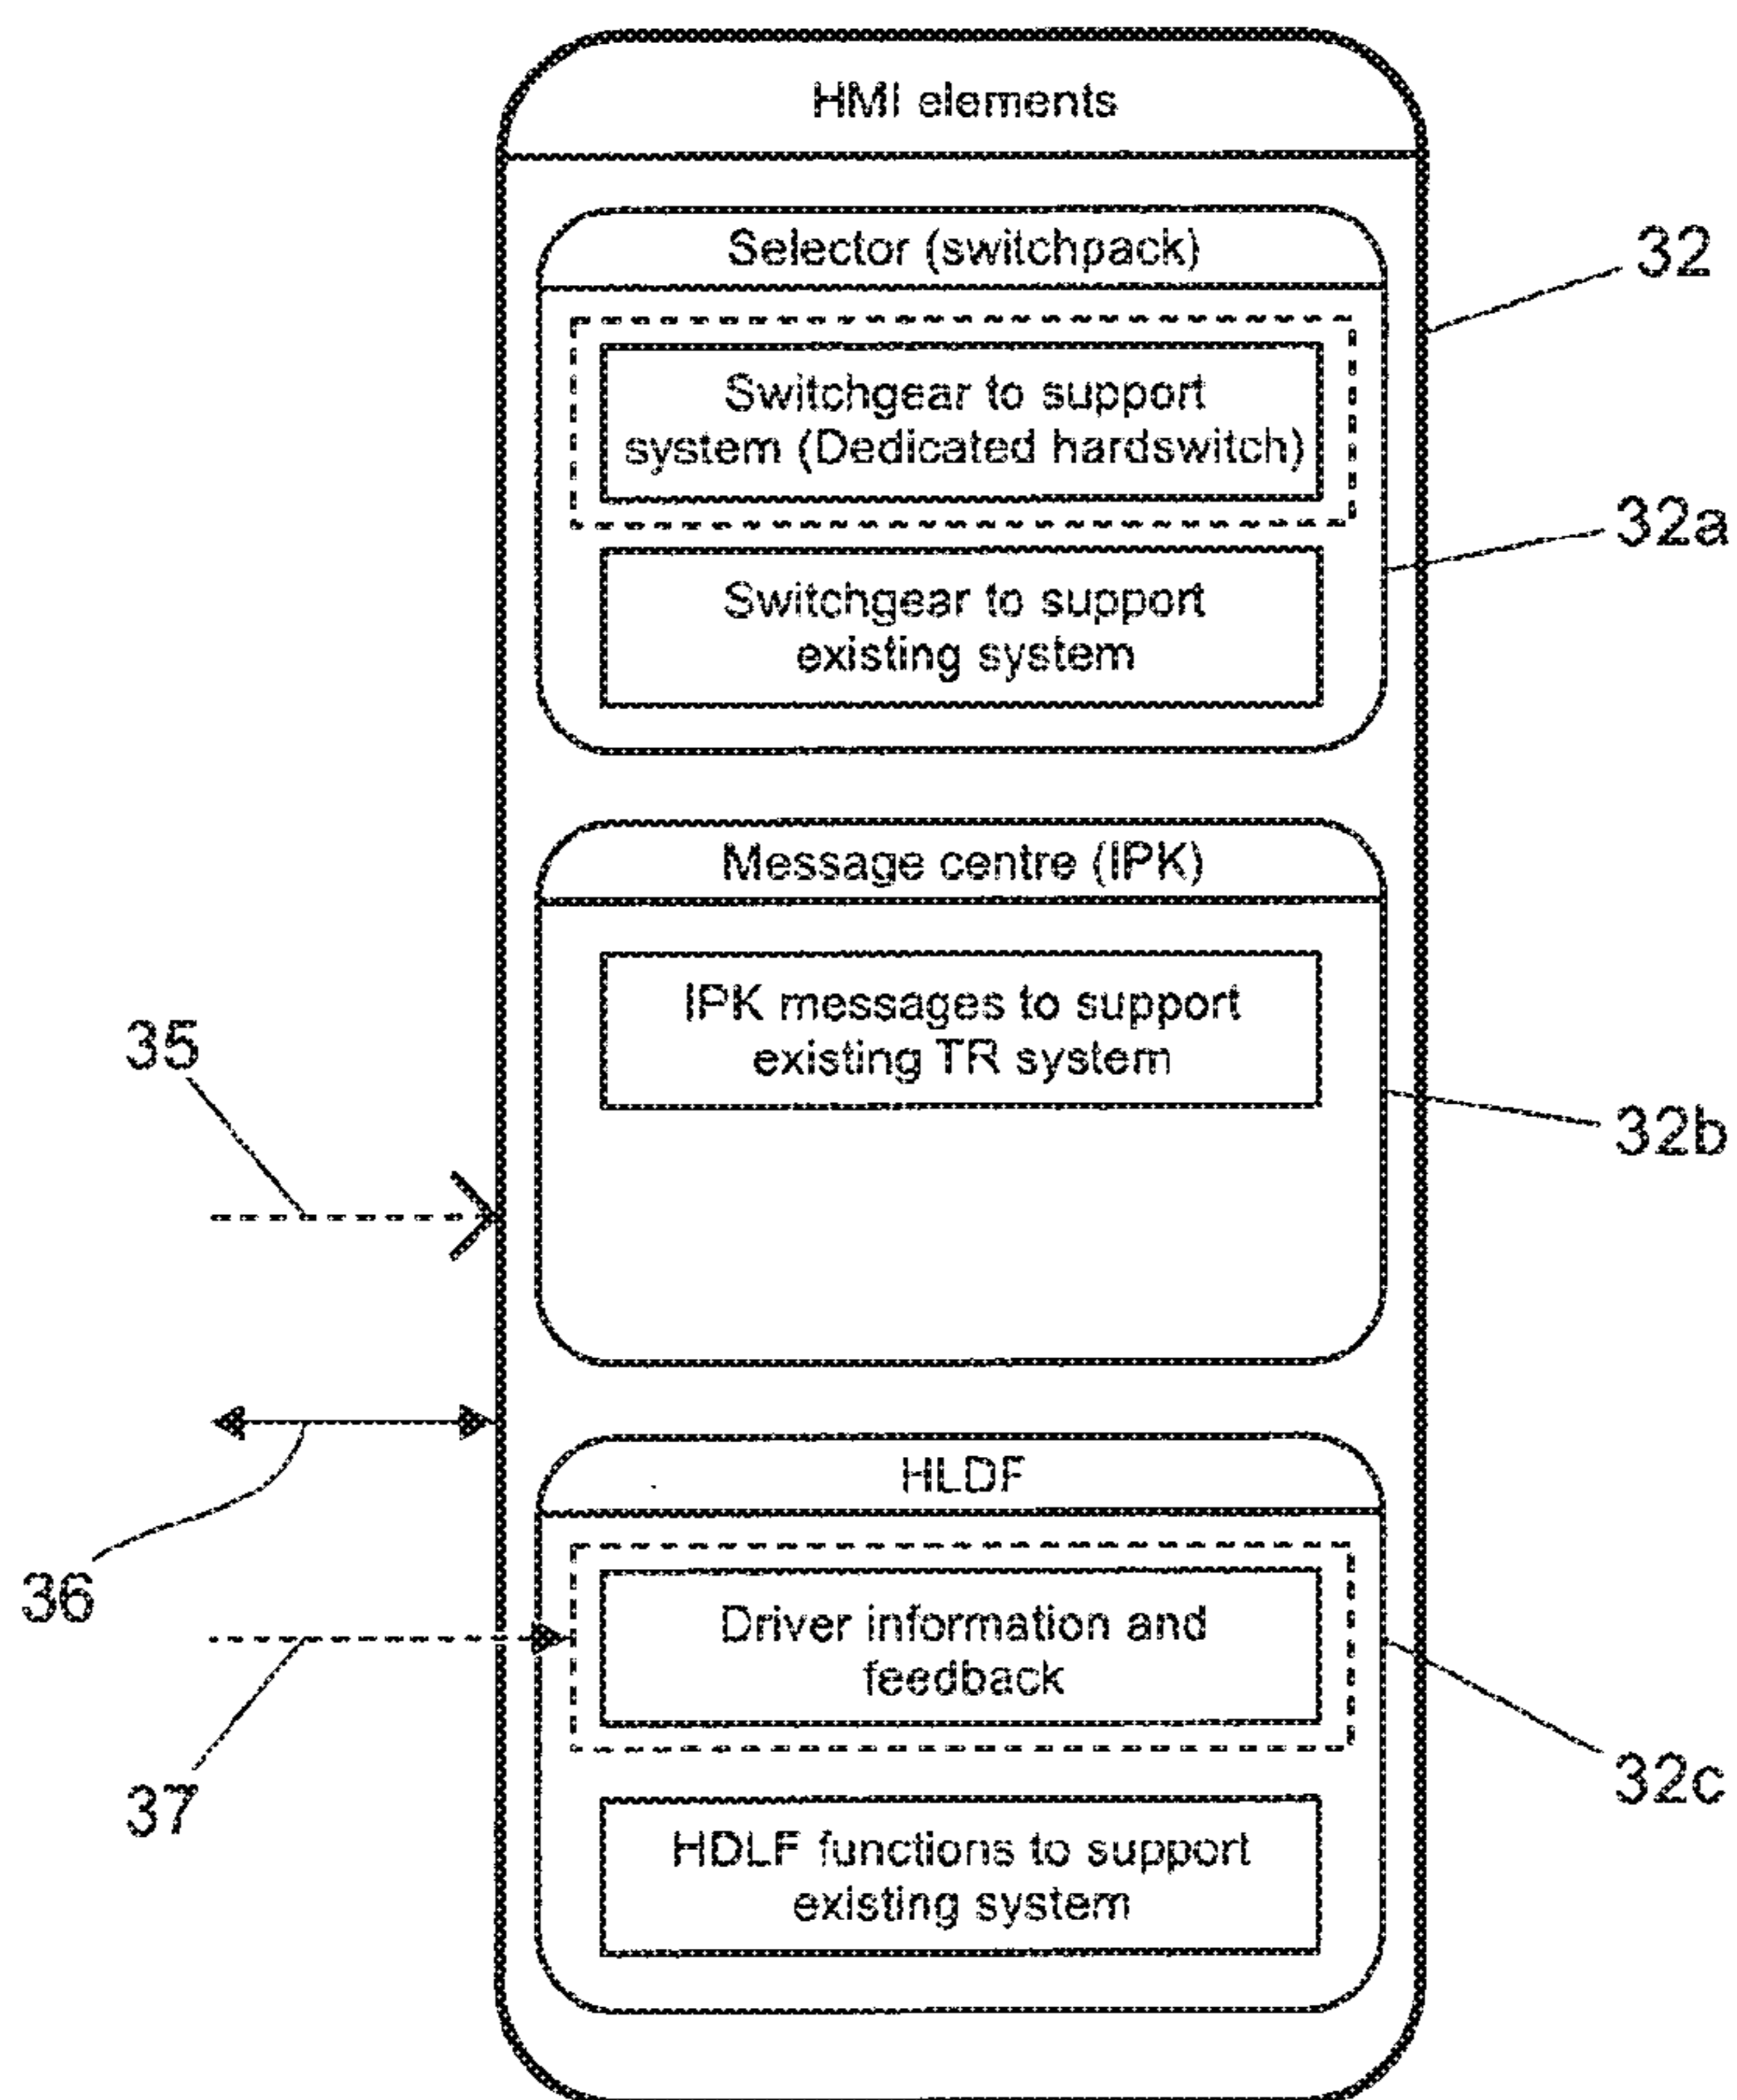 HMI elements
Selector (switchpack)
32
Switchgear to support
system (Dedicated hardswitch)
32a
Switchgear to support
existing system
Message centre (IPK)
IPK messages to support
existing TR system
35
32b
HLDF
36
Driver information and
feedback
37
32c
HDLF functions to support
existing system